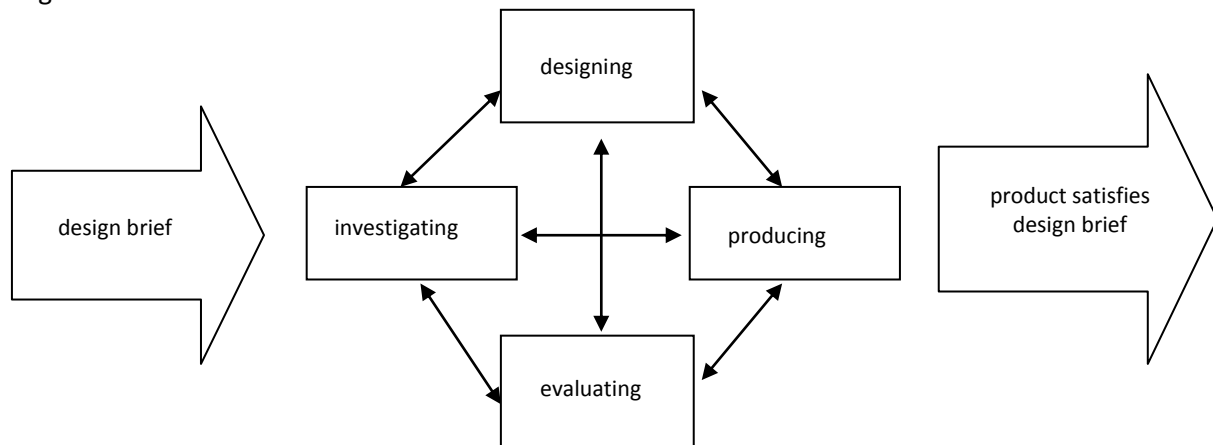 designing
design brief
investigating
producing
product satisfies
design brief
evaluating